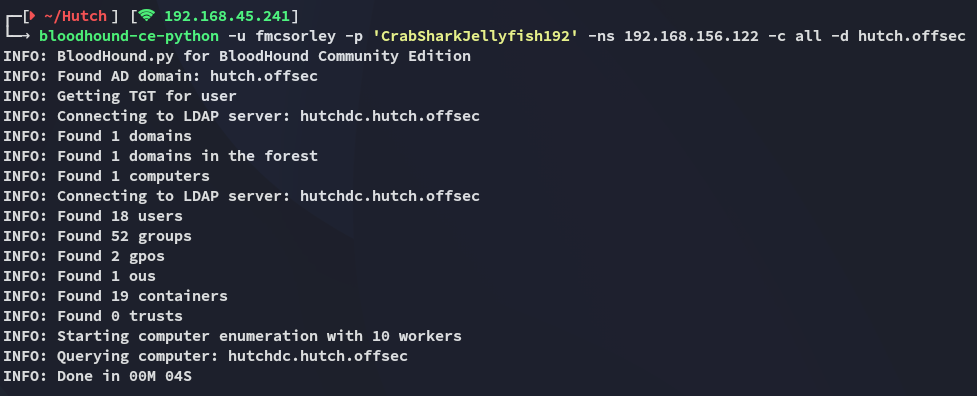 [ ~/Hutch ] [ 192.168.45.241]
bloodhound-ce-python -u fmcsorley -p 'CrabSharkJellyfish192' -ns 192.168.156.122 -c all -d hutch.offsec
INFO: BloodHound.py for BloodHound Community Edition
INFO: Found AD domain: hutch.offsec
INFO: Getting TGT for user
INFO: Connecting to LDAP server: hutchdc.hutch.offsec
INFO: Found 1 domains
INFO: Found 1 domains in the forest
INFO: Found 1 computers
INFO: Connecting to LDAP server: hutchdc.hutch.offsec
INFO: Found 18 users
INFO: Found 52 groups
INFO: Found 2 gpos
INFO: Found 1 ous
INFO: Found 19 containers
INFO: Found 0 trusts
INFO: Starting computer enumeration with 10 workers
INFO: Querying computer: hutchdc.hutch.offsec
INFO: Done in 00M 04S